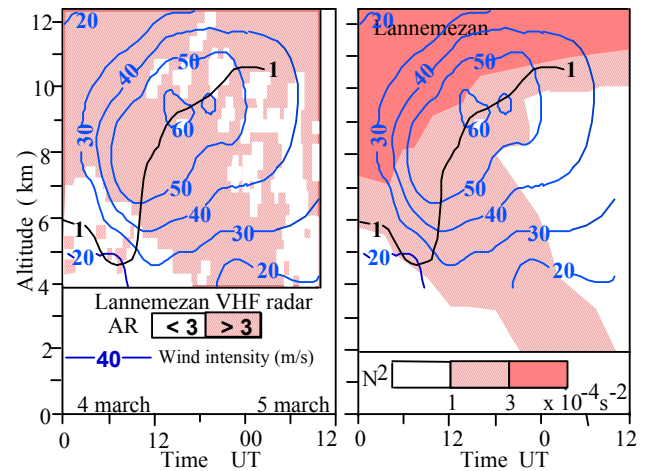 12
10
8
6
4
2
0
Altitude ( km )
20
40
30
1
60
50
50
40
1
30
20
20
Lannemezan VHF radar
AR < 3 > 3
40 Wind intensity (m/s)
4 march 5 march
0 12 00 12
Time UT
Lannemezan
20
40
1
30
60
50
50
40
1
30
20
20
N2
1 3 x 10-4s-2
0 12 0 12
Time UT